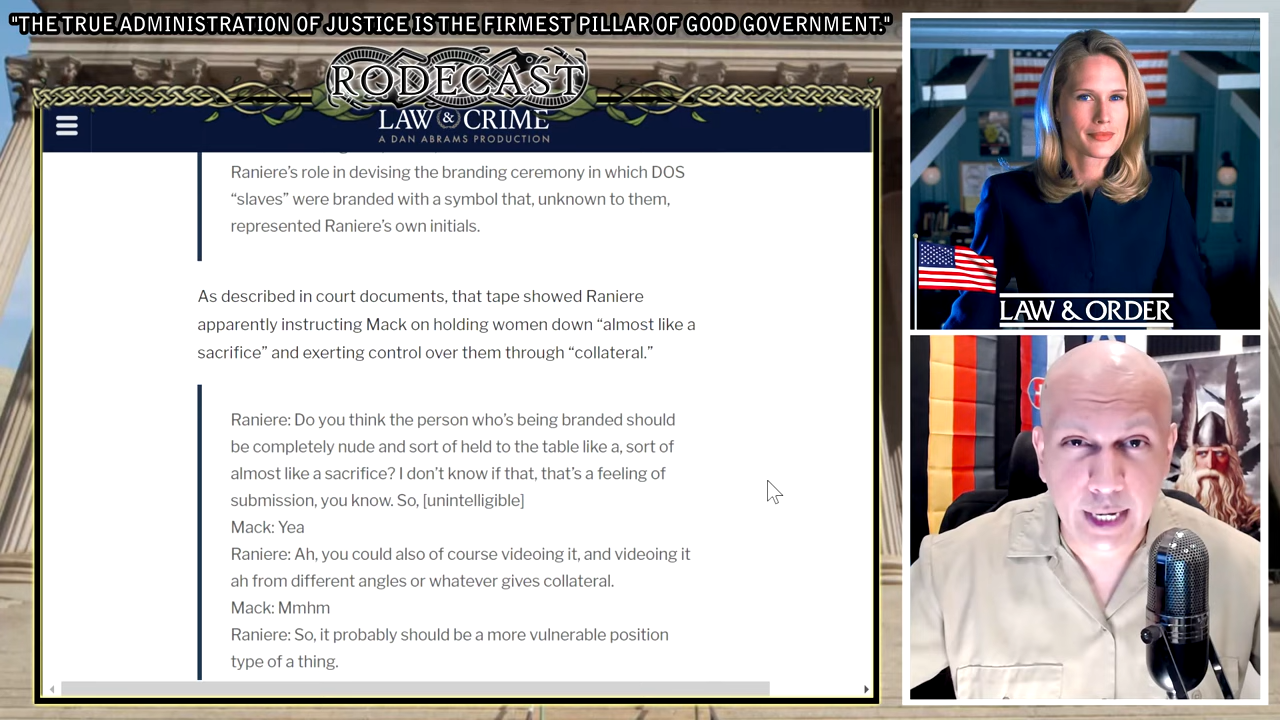 "THE TRUE ADMINISTRATION OF JUSTICE IS THE FIRMEST PILLAR OF GOOD GOVERNMENT."
RODECAST
LAW & CRIME
A DAN ABRAMS PRODUCTION
Raniere's role in devising the branding ceremony in which DOS
“slaves” were branded with a symbol that, unknown to them,
represented Raniere's own initials.
As described in court documents, that tape showed Raniere
apparently instructing Mack on holding women down “almost like a
sacrifice” and exerting control over them through “collateral.”
Raniere: Do you think the person who's being branded should
be completely nude and sort of held to the table like a, sort of
almost like a sacrifice? I don't know if that, that's a feeling of
submission, you know. So, [unintelligible]
Mack: Yea
Raniere: Ah, you could also of course videoing it, and videoing it
ah from different angles or whatever gives collateral.
Mack: Mmhm
Raniere: So, it probably should be a more vulnerable position
type of a thing.
LAW & ORDER